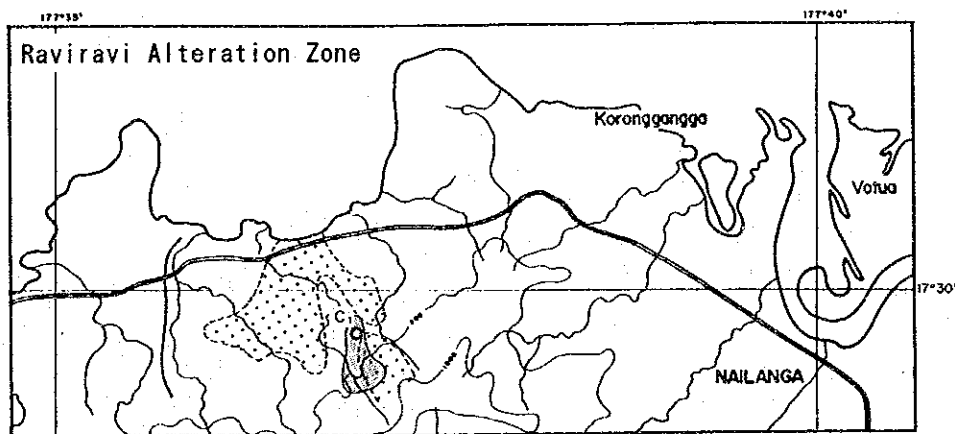 177°35'
177°40'
Raviravi Alteration Zone
Koronggangga
Votua
17°30'
C
NAILANGA